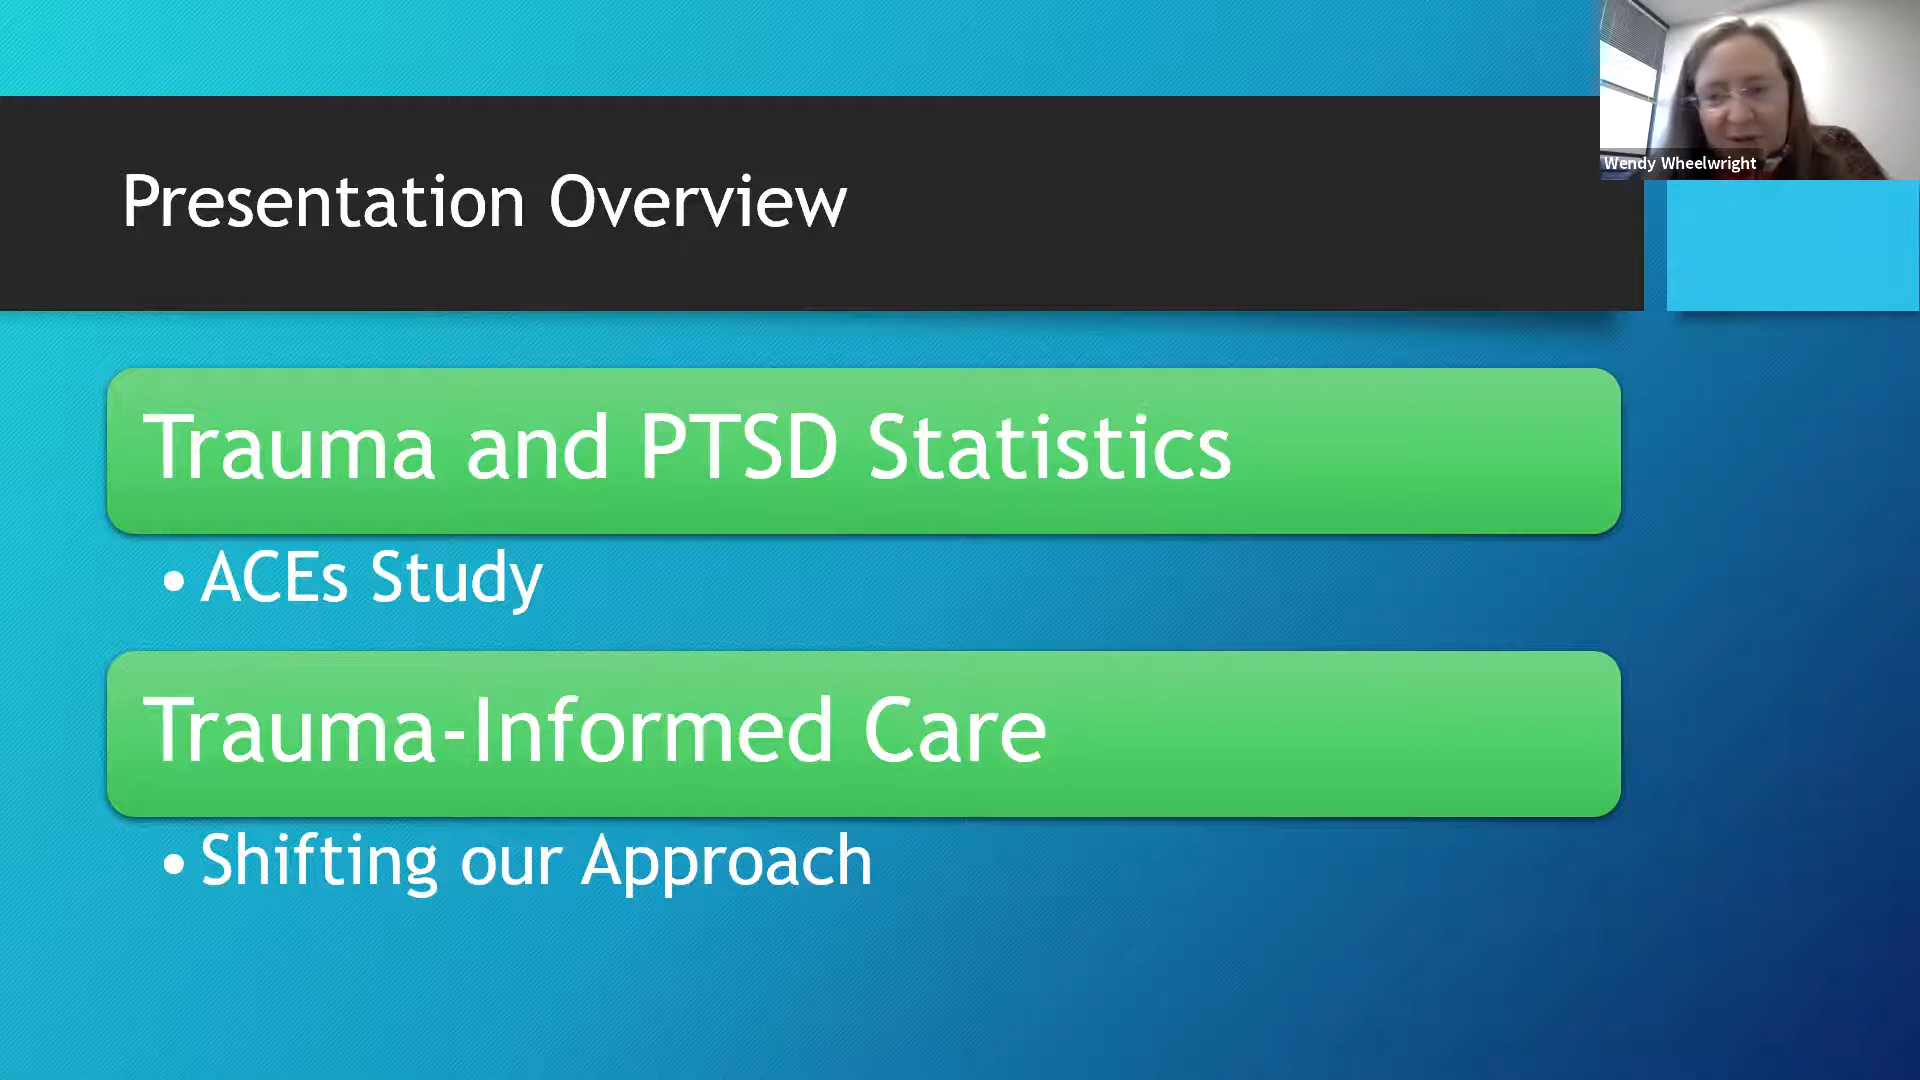 Presentation Overview
Wendy Wheelwright
Trauma and PTSD Statistics
• ACEs Study
Trauma-Informed Care
• Shifting our Approach